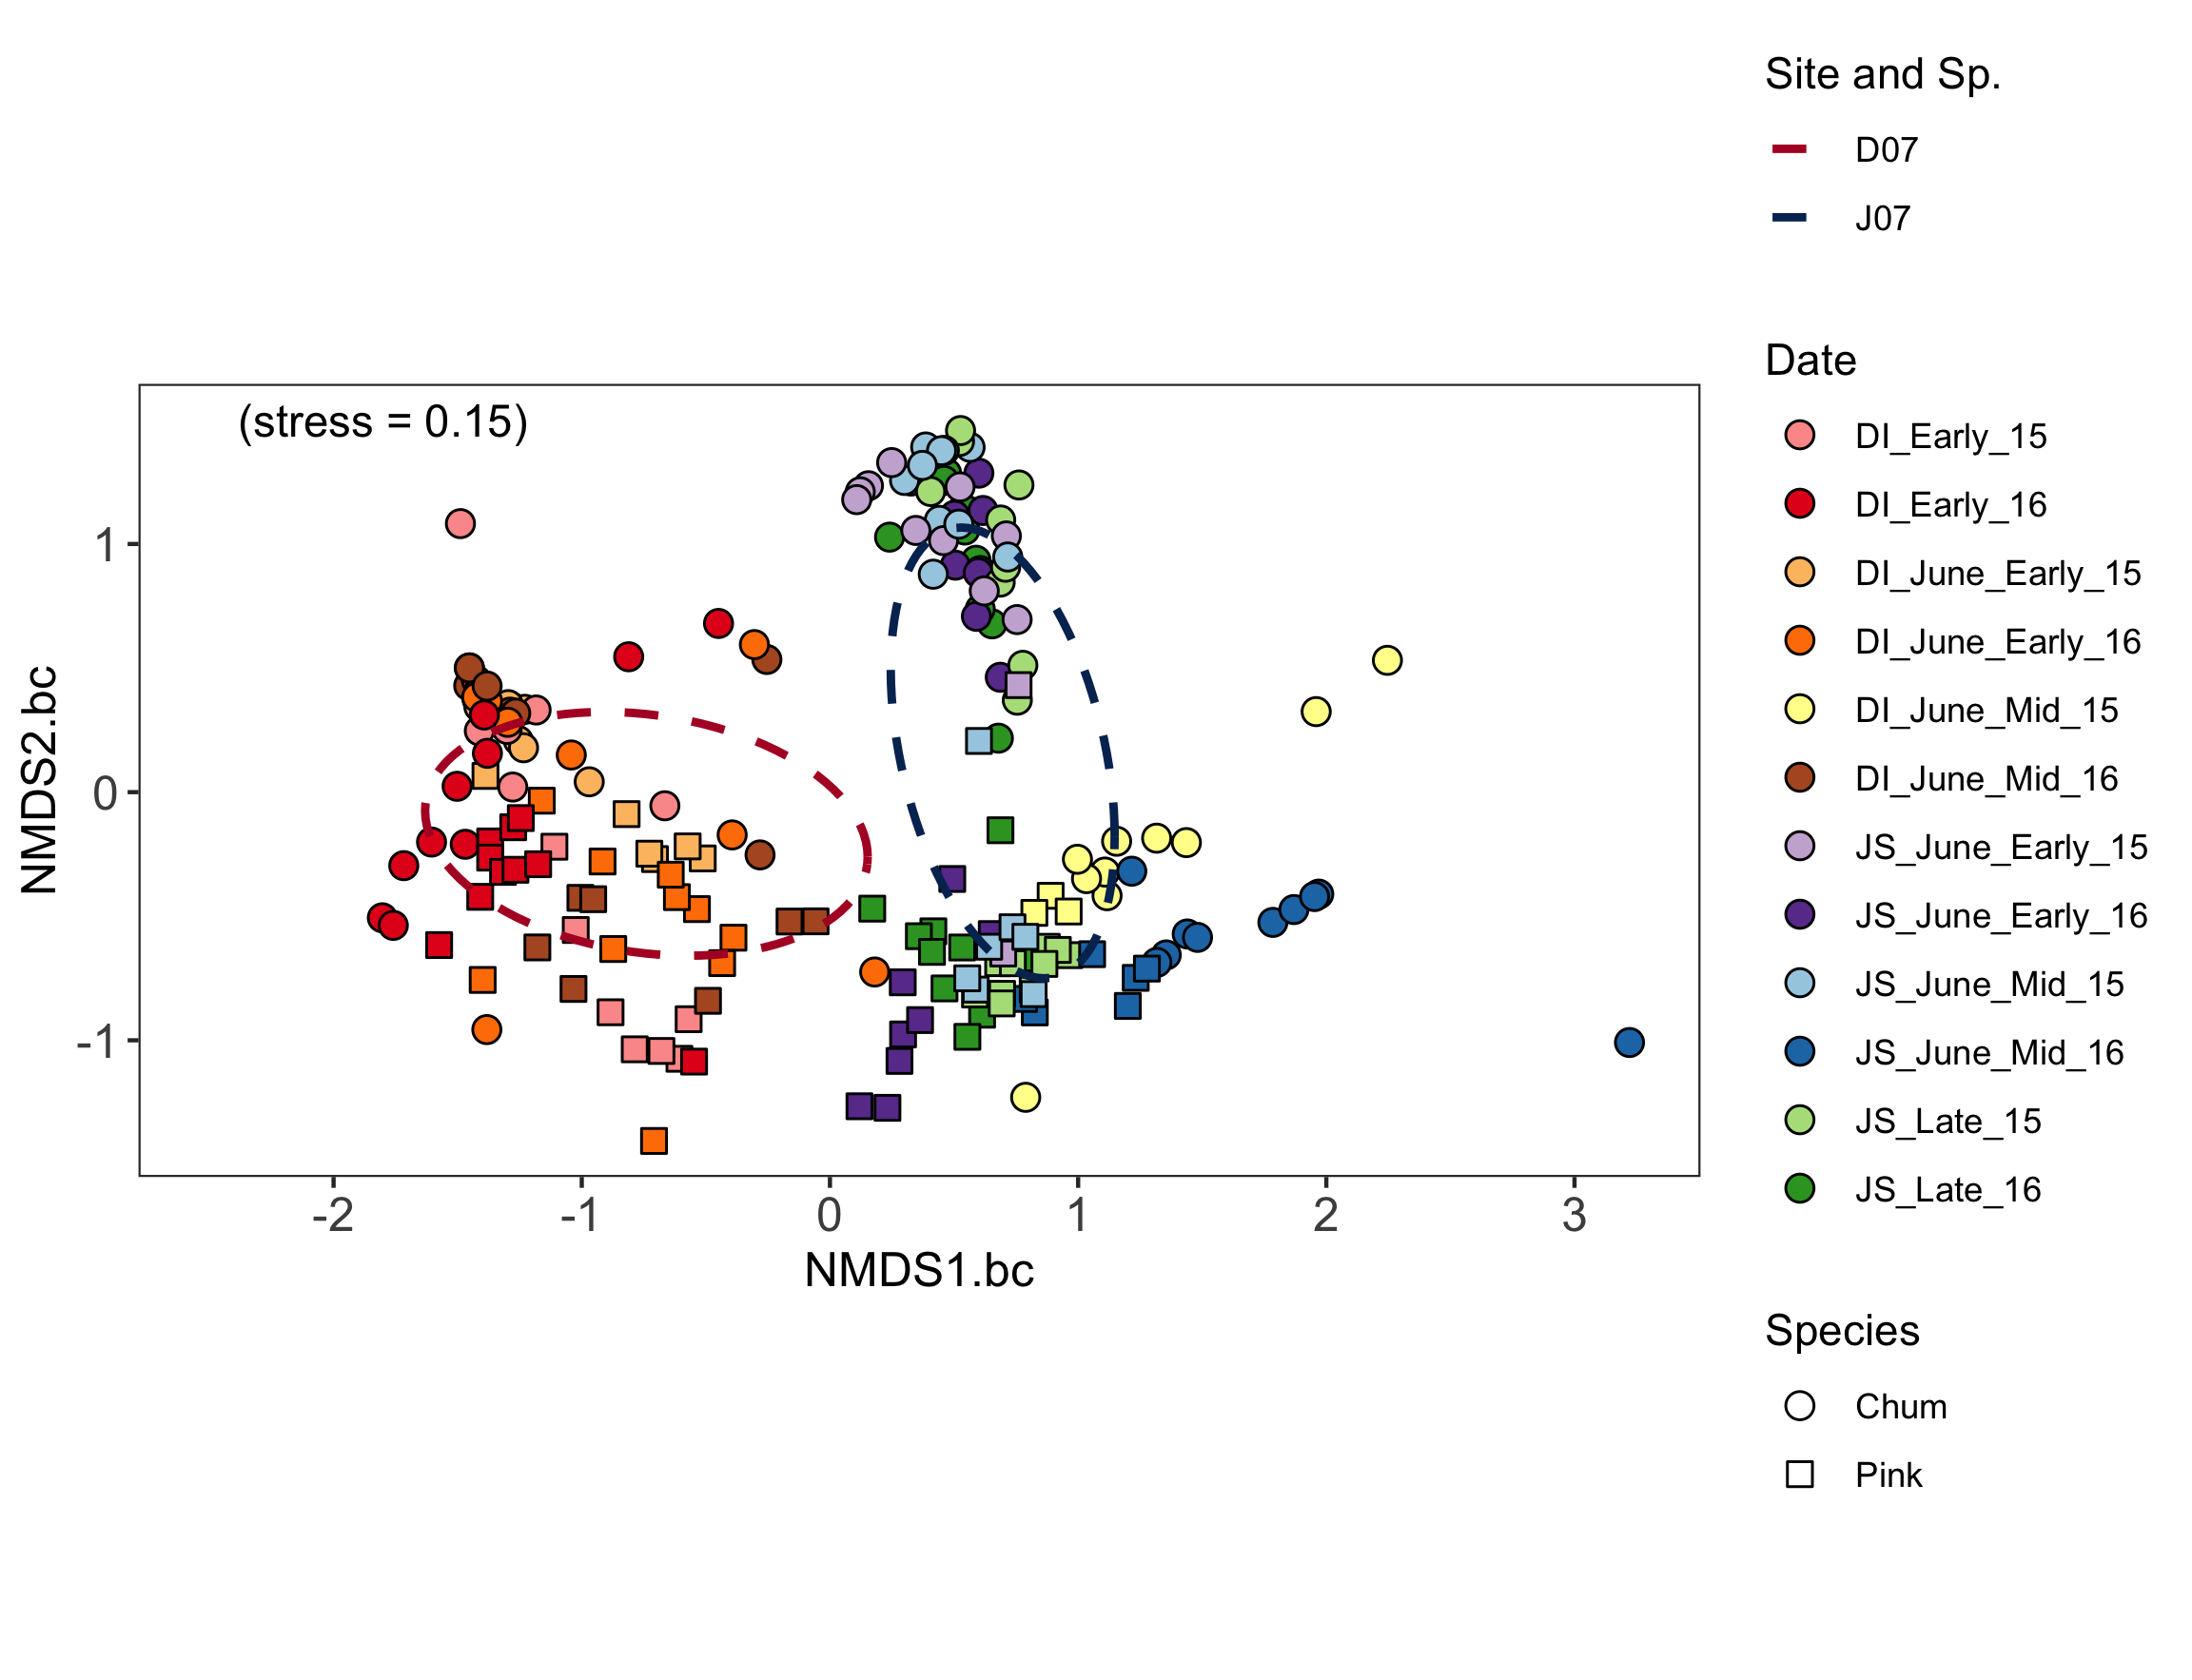 Site and Sp.
D07
J07
Date
DI_Early_15
DI_Early_16
DI_June_Early_15
DI_June_Early_16
DI_June_Mid_15
DI_June_Mid_16
JS_June_Early_15
JS_June_Early_16
JS_June_Mid_15
JS_June_Mid_16
JS_Late_15
JS_Late_16
Species
Chum
Pink
(stress = 0.15)
NMDS2.bc
1
0
-1
-2 -1 0 1 2 3
NMDS1.bc